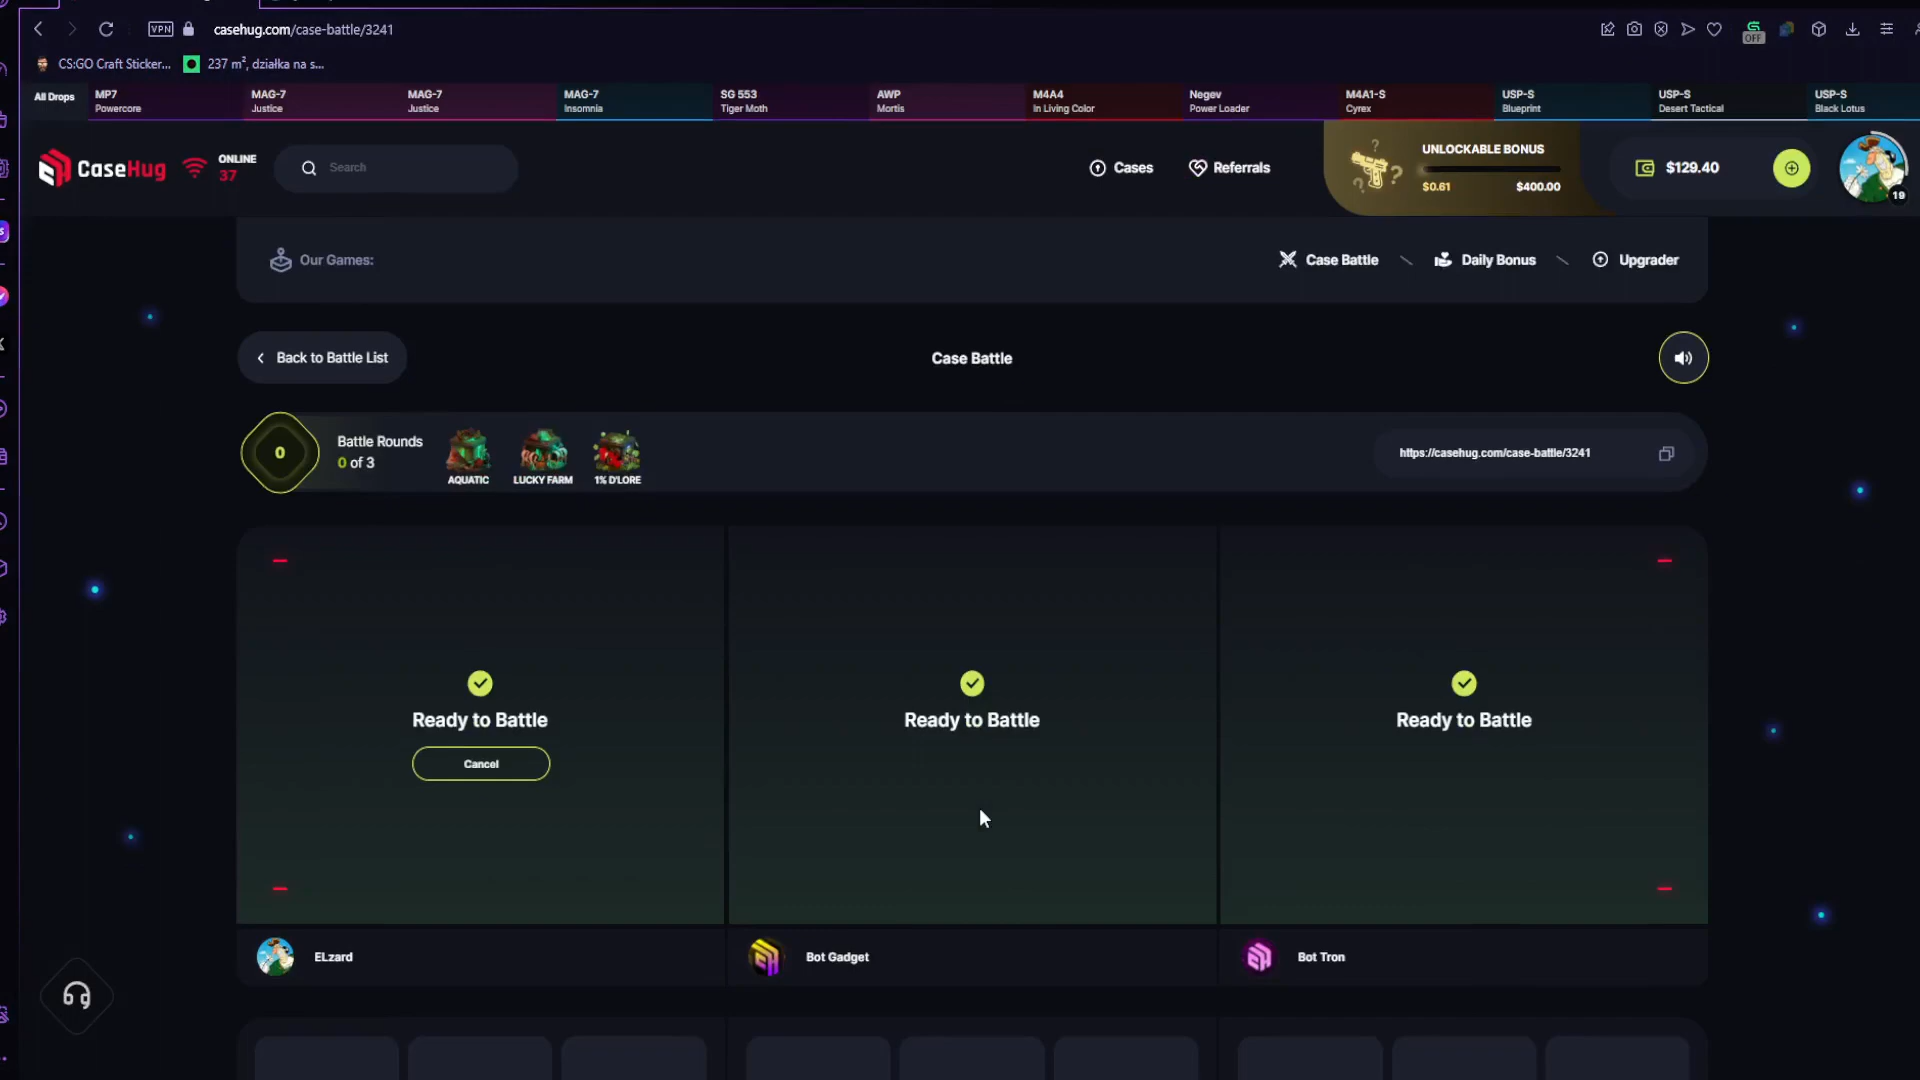 casehug.com/case-battle/3241
VPN
OFF
CS:GO Craft Sticker...
237 m², działka na s...
All Drops
MP7
Powercore
MAG-7
Justice
MAG-7
Justice
MAG-7
Insomnia
SG 553
Tiger Moth
AWP
Mortis
M4A4
In Living Color
Negev
Power Loader
M4A1-S
Cyrex
USP-S
Blueprint
USP-S
Desert Tactical
USP-S
Black Lotus
CaseHug
ONLINE
37
Search
Cases
Referrals
UNLOCKABLE BONUS
$0.61
$400.00
$129.40
19
Our Games:
Case Battle
Daily Bonus
Upgrader
Back to Battle List
Case Battle
0
Battle Rounds
0 of 3
AQUATIC
LUCKY FARM
1% D'LORE
https://casehug.com/case-battle/3241
Ready to Battle
Cancel
Ready to Battle
Ready to Battle
ELzard
Bot Gadget
Bot Tron